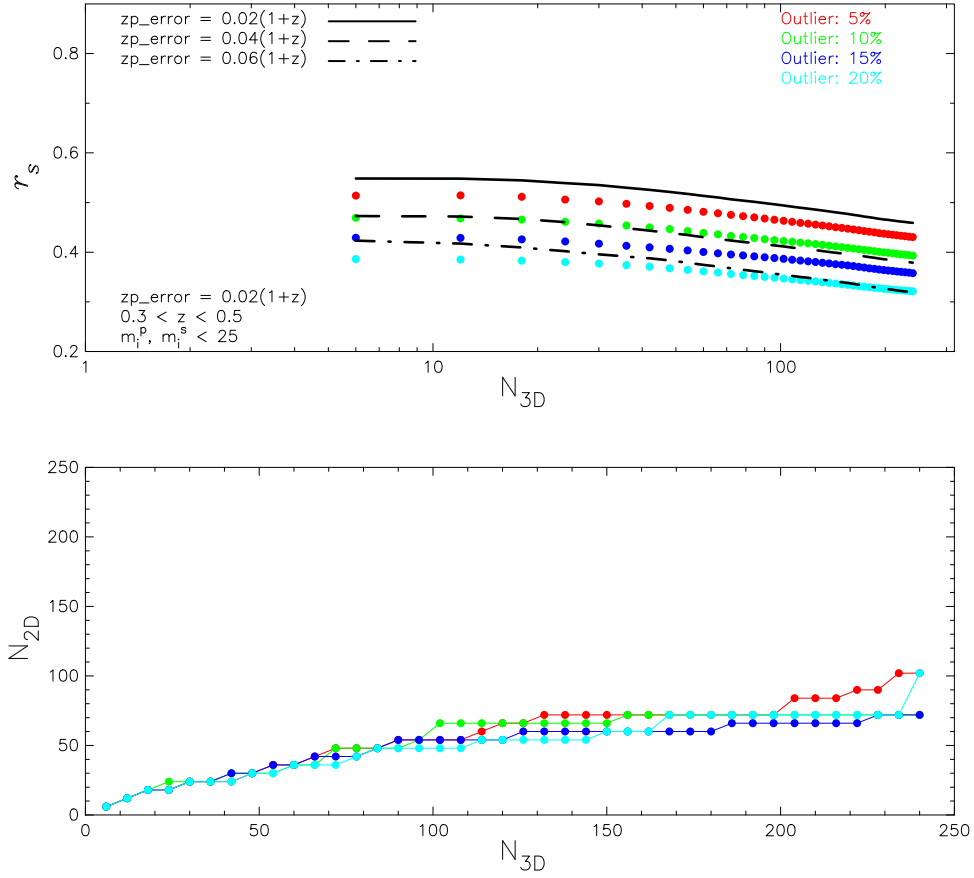 zp_error = 0.02(1+z)
zp_error = 0.04(1+z)
zp_error = 0.06(1+z)
Outlier: 5%
Outlier: 10%
Outlier: 15%
Outlier: 20%
0.8
0.6
0.4
0.2
r_s
zp_error = 0.02(1+z)
0.3 < z < 0.5
m_i^p, m_i^s < 25
1 10 100
N_3D
250
200
150
100
50
0
N_2D
0 50 100 150 200 250
N_3D